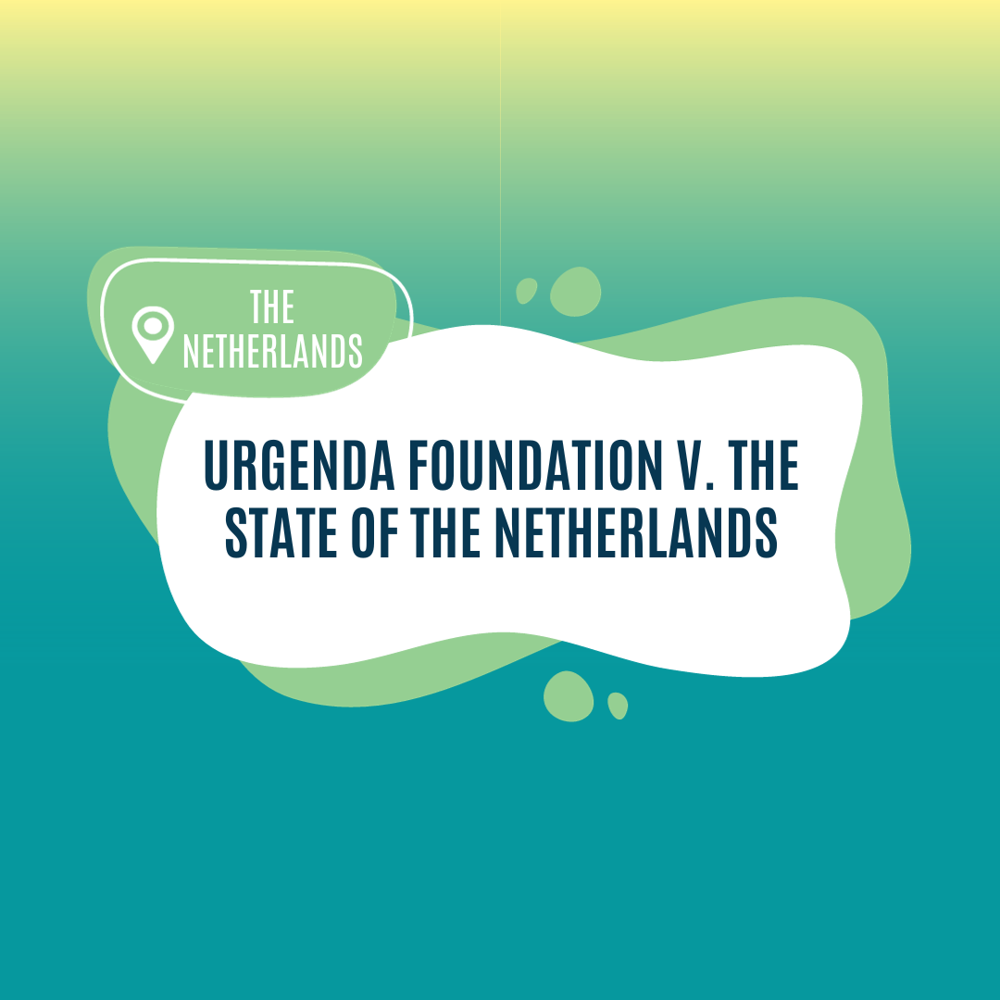 THE
NETHERLANDS
URGENDA FOUNDATION V. THE
STATE OF THE NETHERLANDS